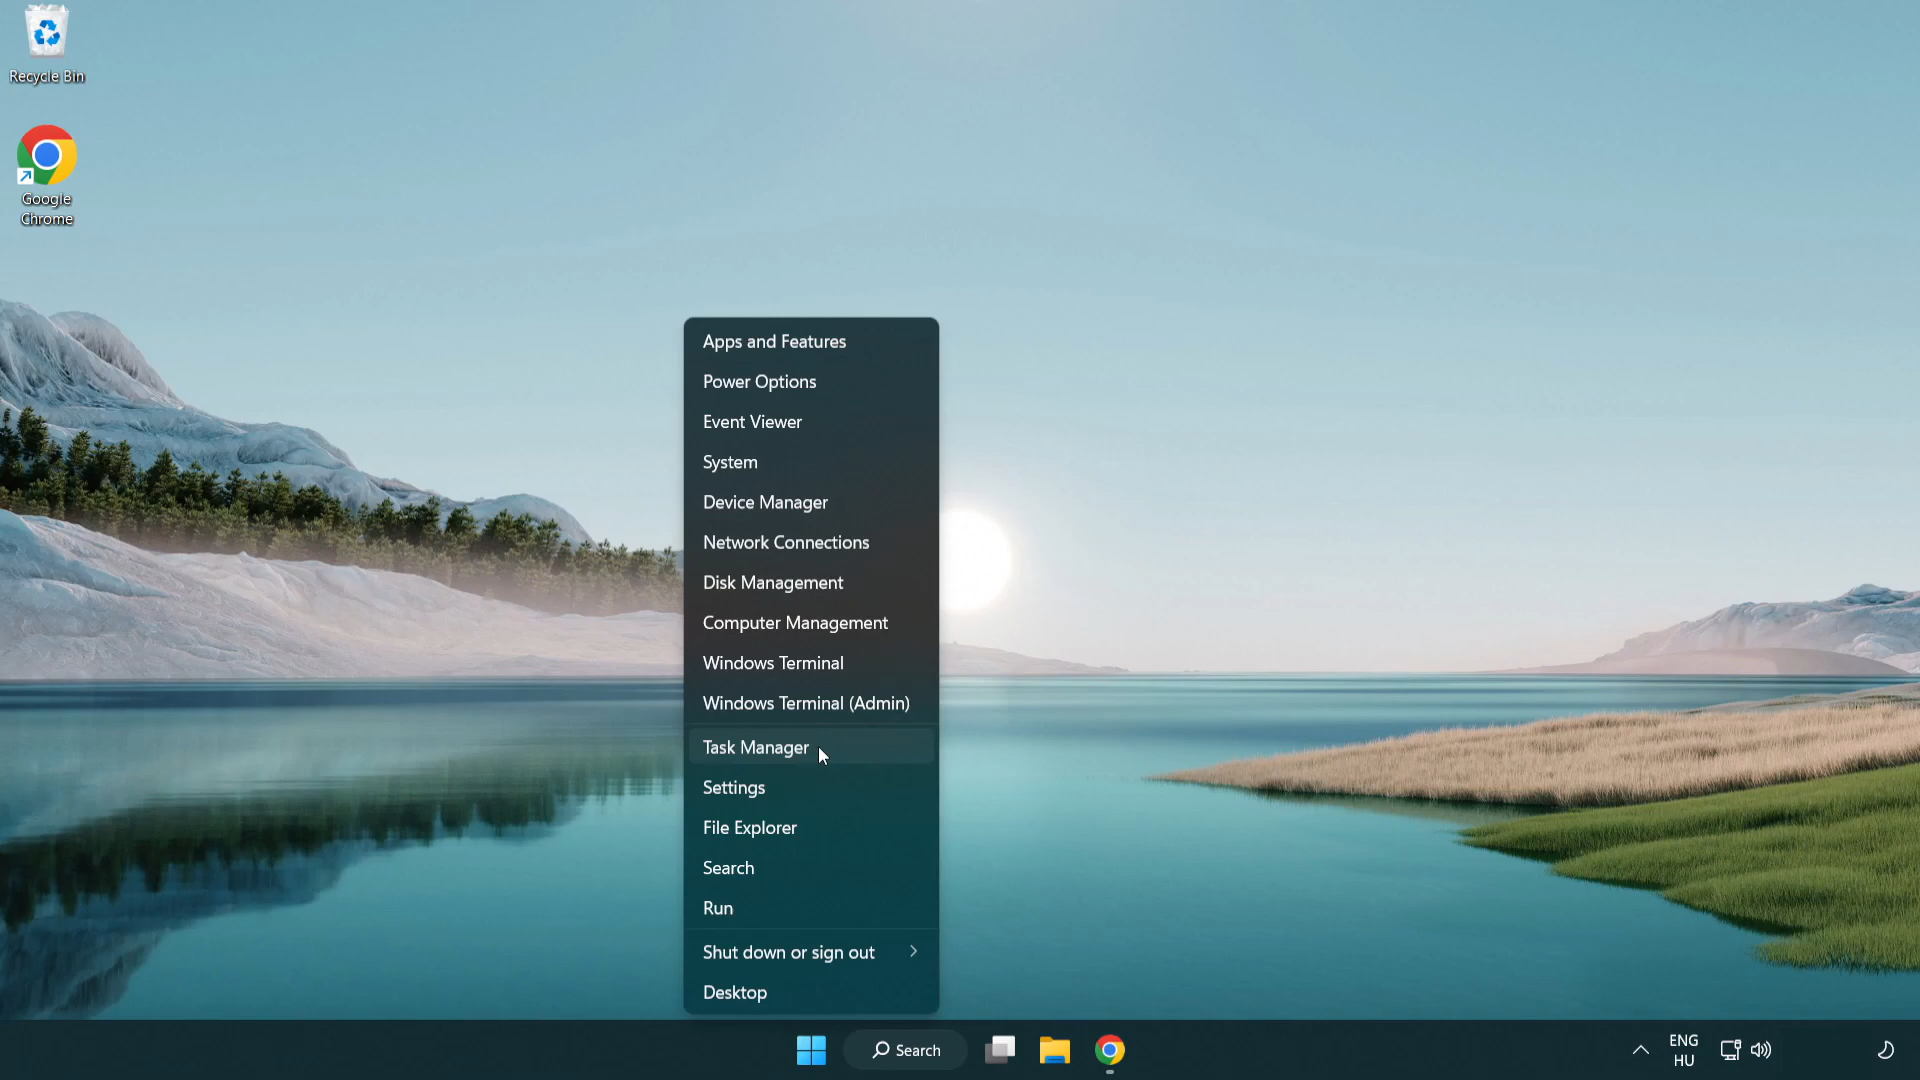 Recycle Bin
Google
Chrome
Apps and Features
Power Options
Event Viewer
System
Device Manager
Network Connections
Disk Management
Computer Management
Windows Terminal
Windows Terminal (Admin)
Task Manager
Settings
File Explorer
Search
Run
Shut down or sign out
Desktop
Search
ENG
HU